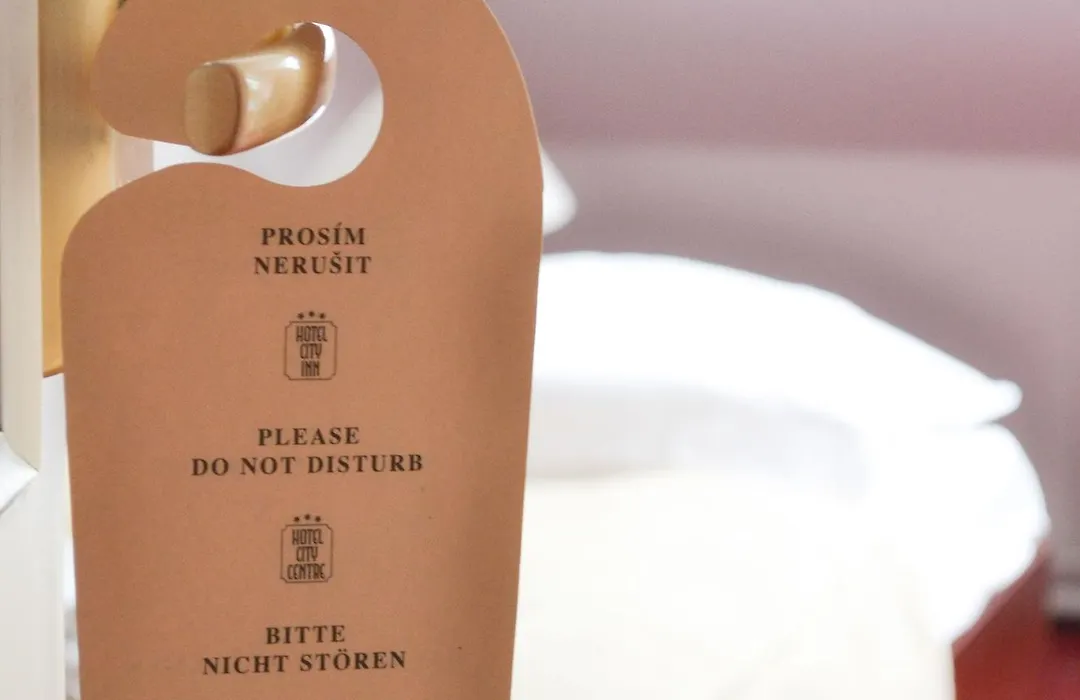 PROSÍM
NERUŠIT
HOTEL
CITY
INN
PLEASE
DO NOT DISTURB
HOTEL
CITY
CENTRE
BITTE
NICHT STÖREN